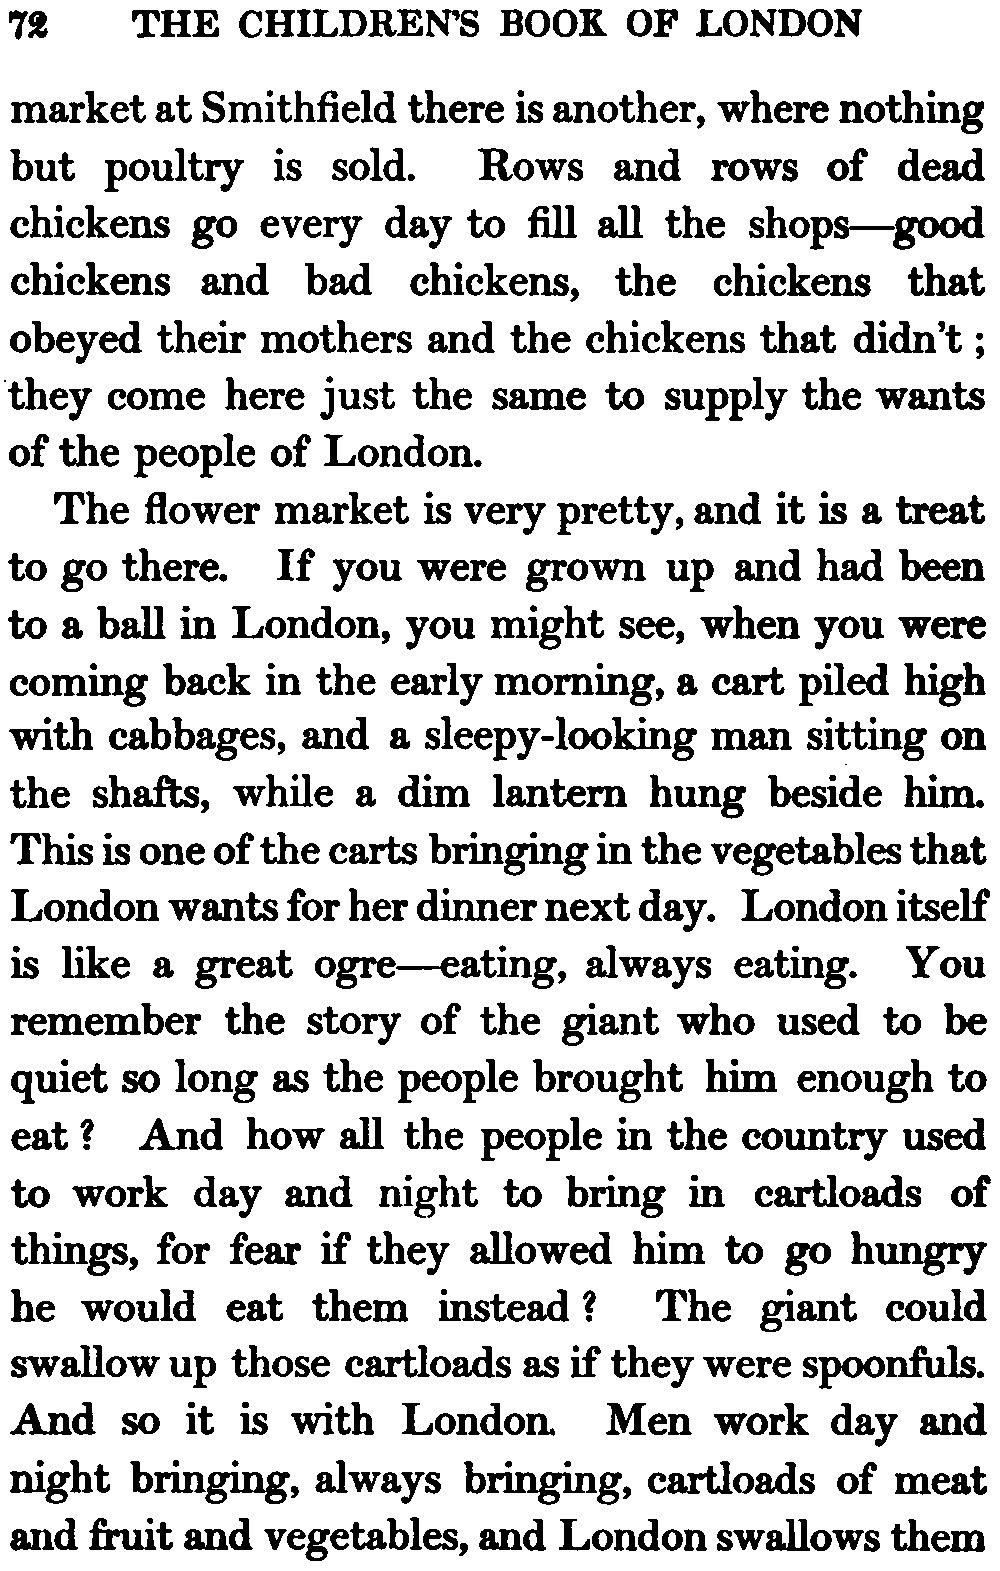 72 THE CHILDREN'S BOOK OF LONDON
market at Smithfield there is another, where nothing
but poultry is sold. Rows and rows of dead
chickens go every day to fill all the shops—good
chickens and bad chickens, the chickens that
obeyed their mothers and the chickens that didn't ;
they come here just the same to supply the wants
of the people of London.
The flower market is very pretty, and it is a treat
to go there. If you were grown up and had been
to a ball in London, you might see, when you were
coming back in the early morning, a cart piled high
with cabbages, and a sleepy-looking man sitting on
the shafts, while a dim lantern hung beside him.
This is one of the carts bringing in the vegetables that
London wants for her dinner next day. London itself
is like a great ogre—eating, always eating. You
remember the story of the giant who used to be
quiet so long as the people brought him enough to
eat ? And how all the people in the country used
to work day and night to bring in cartloads of
things, for fear if they allowed him to go hungry
he would eat them instead ? The giant could
swallow up those cartloads as if they were spoonfuls.
And so it is with London. Men work day and
night bringing, always bringing, cartloads of meat
and fruit and vegetables, and London swallows them